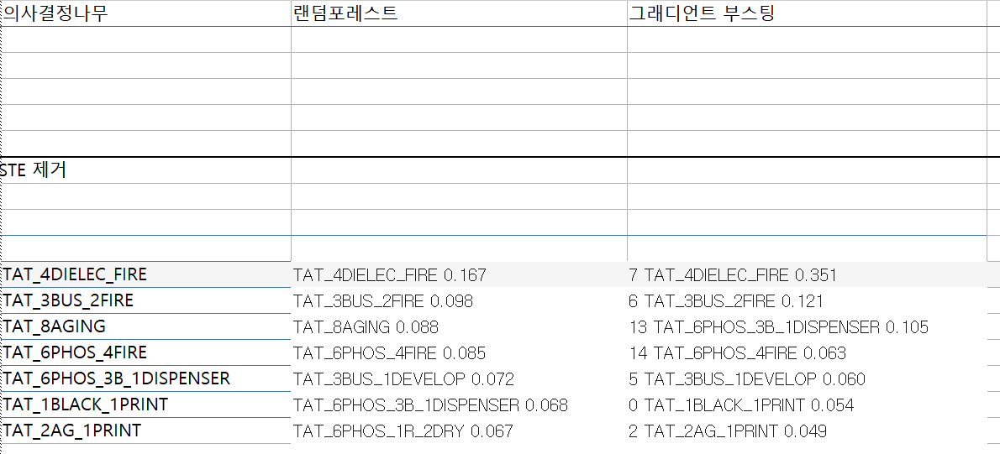 의사결정나무 랜덤포레스트 그래디언트 부스팅
STE 제거
TAT_4DIELEC_FIRE TAT_4DIELEC_FIRE 0.167 7 TAT_4DIELEC_FIRE 0.351
TAT_3BUS_2FIRE TAT_3BUS_2FIRE 0.098 6 TAT_3BUS_2FIRE 0.121
TAT_8AGING TAT_8AGING 0.088 13 TAT_6PHOS_3B_1DISPENSER 0.105
TAT_6PHOS_4FIRE TAT_6PHOS_4FIRE 0.085 14 TAT_6PHOS_4FIRE 0.063
TAT_6PHOS_3B_1DISPENSER TAT_3BUS_1DEVELOP 0.072 5 TAT_3BUS_1DEVELOP 0.060
TAT_1BLACK_1PRINT TAT_6PHOS_3B_1DISPENSER 0.068 0 TAT_1BLACK_1PRINT 0.054
TAT_2AG_1PRINT TAT_6PHOS_1R_2DRY 0.067 2 TAT_2AG_1PRINT 0.049